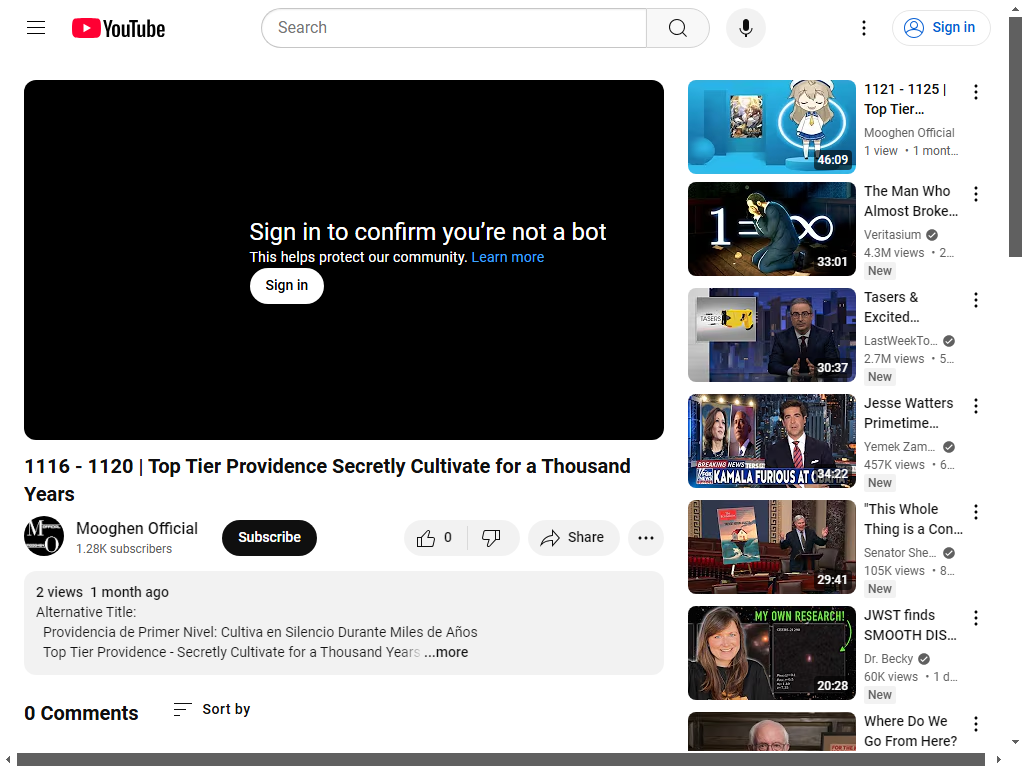 YouTube
Search
Sign in
Sign in to confirm you’re not a bot
This helps protect our community. Learn more
Sign in
1116 - 1120 | Top Tier Providence Secretly Cultivate for a Thousand
Years
Mooghen Official
1.28K subscribers
Subscribe
0
Share
2 views 1 month ago
Alternative Title:
Providencia de Primer Nivel: Cultiva en Silencio Durante Miles de Años
Top Tier Providence - Secretly Cultivate for a Thousand Years ...more
0 Comments
Sort by
46:09
1121 - 1125 |
Top Tier…
Mooghen Official
1 view • 1 mont…
1=∞
33:01
The Man Who
Almost Broke…
Veritasium
4.3M views • 2…
New
TASERS
30:37
Tasers &
Excited…
LastWeekTo…
2.7M views • 5…
New
BREAKING NEWS
KAMALA FURIOUS AT OBAMA
34:22
Jesse Watters
Primetime…
Yemek Zam…
457K views • 6…
New
29:41
"This Whole
Thing is a Con…
Senator She…
105K views • 8…
New
MY OWN RESEARCH!
20:28
JWST finds
SMOOTH DIS…
Dr. Becky
60K views • 1 d…
New
Where Do We
Go From Here?